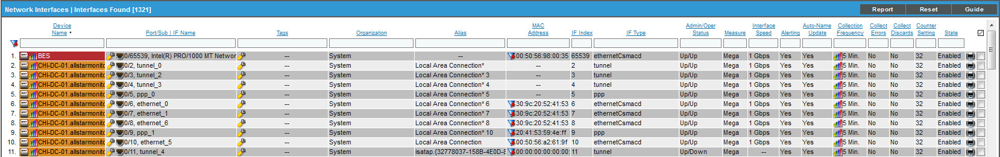 Network Interfaces | Interfaces Found [1321] Report Reset Guide
Device Name Port/Sub | IF Name Tags Organization Alias MAC Address IF Index IF Type Admin/Oper Status Measure Interface Speed Alerting Auto-Name Update Collection Frequency Collect Errors Collect Discards Counter Setting State
1. BES 0/65539, Intel(R) PRO/1000 MT Networ -- System -- 00:50:56:98:00:35 65539 ethernetCsmacd Up/Up Mega 1 Gbps Yes Yes 5 Min. No No 32 Enabled
2. CHI-DC-01.allstarmonito 0/2, tunnel_0 -- System Local Area Connection* -- 2 tunnel Up/Up Mega 1 Gbps Yes Yes 5 Min. No No 32 Enabled
3. CHI-DC-01.allstarmonito 0/3, tunnel_2 -- System Local Area Connection* 3 -- 3 tunnel Up/Up Mega 1 Gbps Yes Yes 5 Min. No No 32 Enabled
4. CHI-DC-01.allstarmonito 0/4, tunnel_3 -- System Local Area Connection* 4 -- 4 tunnel Up/Up Mega 1 Gbps Yes Yes 5 Min. No No 32 Enabled
5. CHI-DC-01.allstarmonito 0/5, ppp_0 -- System Local Area Connection* 5 -- 5 ppp Up/Up Mega 1 Gbps Yes Yes 5 Min. No No 32 Enabled
6. CHI-DC-01.allstarmonito 0/6, ethernet_0 -- System Local Area Connection* 6 30:9c:20:52:41:53 6 ethernetCsmacd Up/Up Mega 1 Gbps Yes Yes 5 Min. No No 32 Enabled
7. CHI-DC-01.allstarmonito 0/7, ethernet_1 -- System Local Area Connection* 7 30:9c:20:52:41:53 7 ethernetCsmacd Up/Up Mega 1 Gbps Yes Yes 5 Min. No No 32 Enabled
8. CHI-DC-01.allstarmonito 0/8, ethernet_6 -- System Local Area Connection* 8 30:9c:20:52:41:53 8 ethernetCsmacd Up/Up Mega 1 Gbps Yes Yes 5 Min. No No 32 Enabled
9. CHI-DC-01.allstarmonito 0/9, ppp_1 -- System Local Area Connection* 10 20:41:53:59:4e:ff 9 ppp Up/Up Mega 1 Gbps Yes Yes 5 Min. No No 32 Enabled
10. CHI-DC-01.allstarmonito 0/10, ethernet_5 -- System Local Area Connection 00:50:56:a2:61:9f 10 ethernetCsmacd Up/Up Mega 1 Gbps Yes Yes 5 Min. No No 32 Enabled
11. CHI-DC-01.allstarmonito 0/11, tunnel_4 -- System isatap.{32778037-158B-4E0D-8 00:00:00:00:00:00: 11 tunnel Up/Down Mega -- Yes Yes 5 Min. No No 32 Enabled